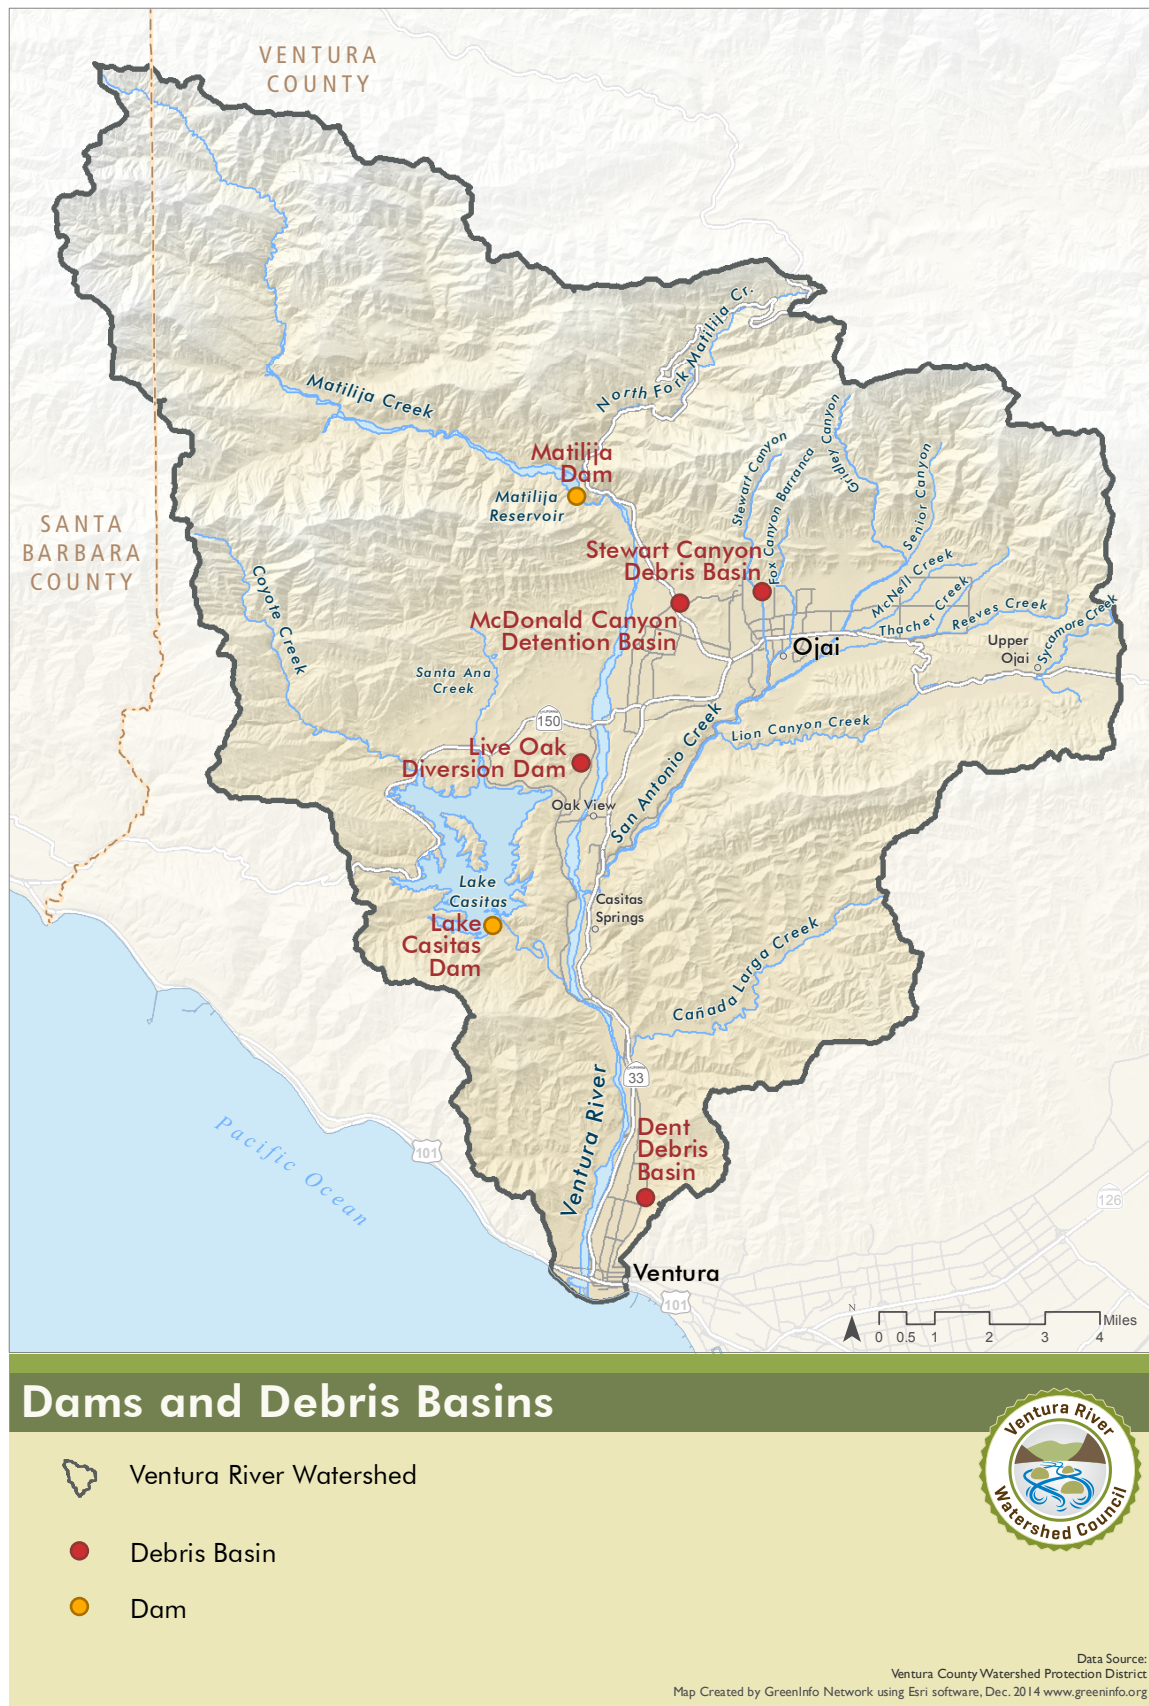 VENTURA
COUNTY
North Fork Matilija Cr.
Matilija Creek
Matilija
Dam
Matilija
Reservoir
Stewart Canyon
Fox Canyon Barranca
Gridley Canyon
Senior Canyon
SANTA
BARBARA
COUNTY
Coyote Creek
Stewart Canyon
Debris Basin
McDonald Canyon
Detention Basin
McNell Creek
Thacher Creek
Reeves Creek
Sycamore Creek
Upper
Ojai
Ojai
Santa Ana
Creek
CALIFORNIA
150
Lion Canyon Creek
San Antonio Creek
Live Oak
Diversion Dam
Oak View
Lake
Casitas
Casitas
Springs
Lake
Casitas
Dam
Cañada Larga Creek
CALIFORNIA
33
Ventura River
Dent
Debris
Basin
Pacific Ocean
101
126
Ventura
101
N
Miles
0 0.5 1 2 3 4
Dams and Debris Basins
Ventura River
Watershed Council
Ventura River Watershed
Debris Basin
Dam
Data Source:
Ventura County Watershed Protection District
Map Created by GreenInfo Network using Esri software, Dec. 2014 www.greeninfo.org